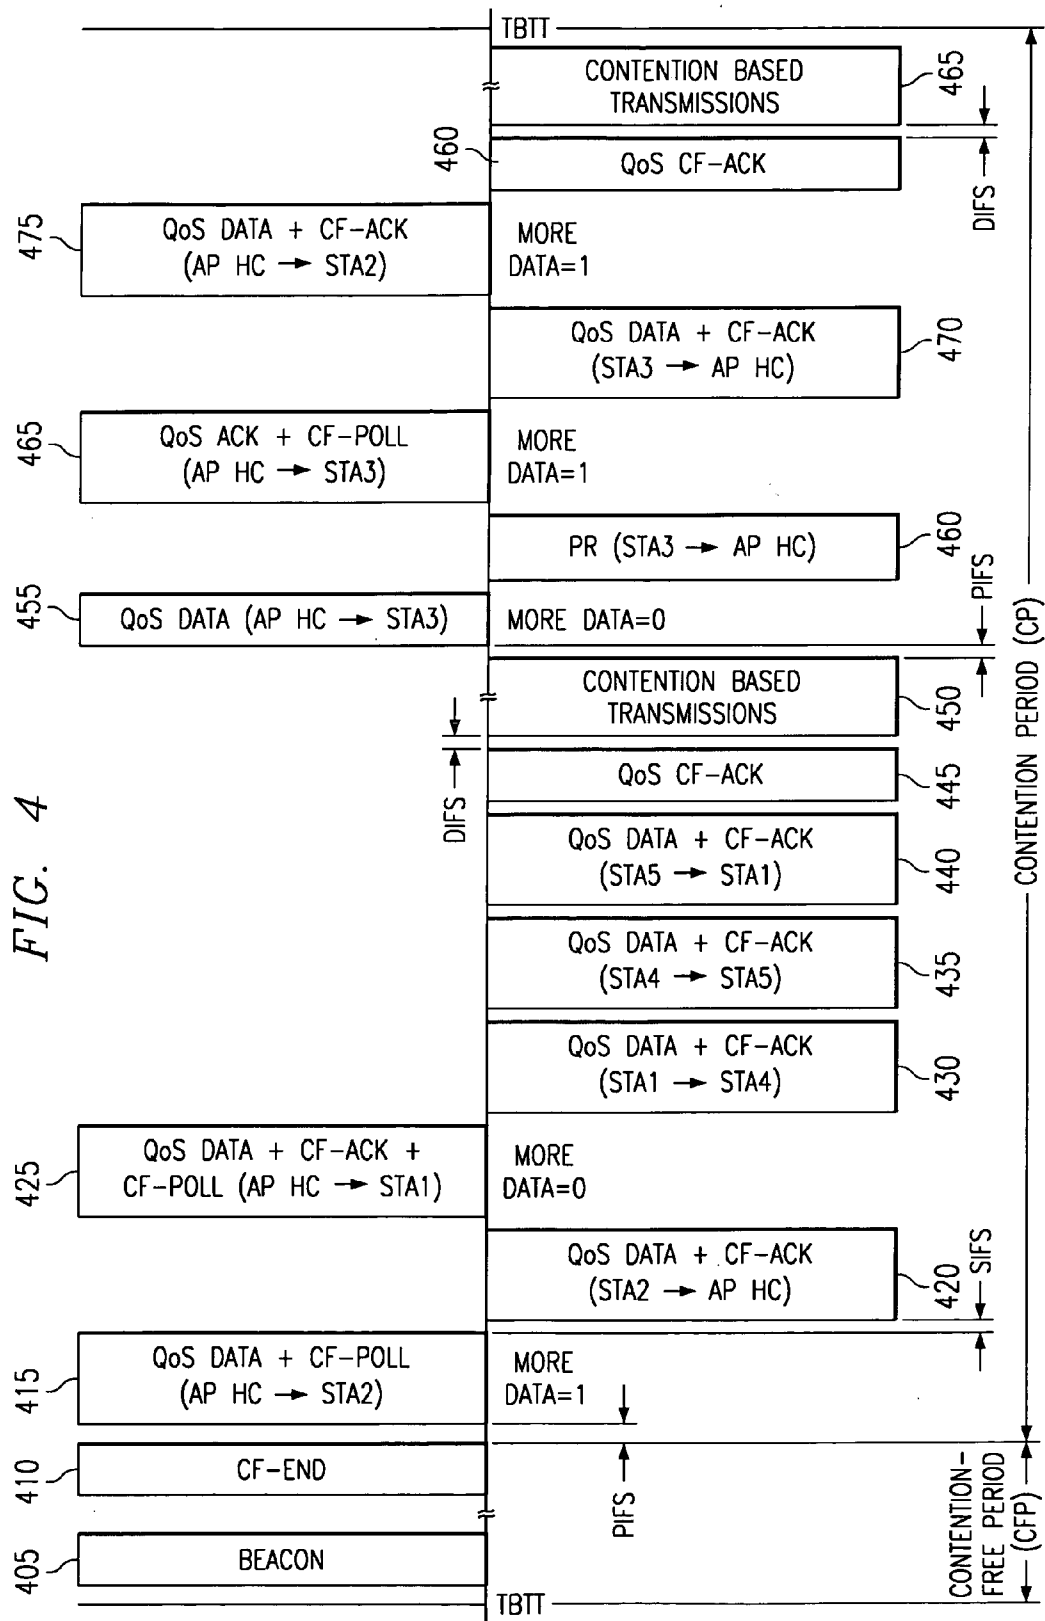 FIG. 4
TBTT
CONTENTION BASED
TRANSMISSIONS
465
DIFS
460
QoS CF-ACK
475
QoS DATA + CF-ACK
(AP HC → STA2)
MORE
DATA=1
QoS DATA + CF-ACK
(STA3 → AP HC)
470
465
QoS ACK + CF-POLL
(AP HC → STA3)
MORE
DATA=1
PR (STA3 → AP HC)
460
455
QoS DATA (AP HC → STA3)
MORE DATA=0
PIFS
CONTENTION BASED
TRANSMISSIONS
450
DIFS
QoS CF-ACK
445
QoS DATA + CF-ACK
(STA5 → STA1)
440
QoS DATA + CF-ACK
(STA4 → STA5)
435
QoS DATA + CF-ACK
(STA1 → STA4)
430
425
QoS DATA + CF-ACK +
CF-POLL (AP HC → STA1)
MORE
DATA=0
QoS DATA + CF-ACK
(STA2 → AP HC)
420
SIFS
415
QoS DATA + CF-POLL
(AP HC → STA2)
MORE
DATA=1
PIFS
410
CF-END
405
BEACON
TBTT
CONTENTION PERIOD (CP)
CONTENTION-
FREE PERIOD
(CFP)